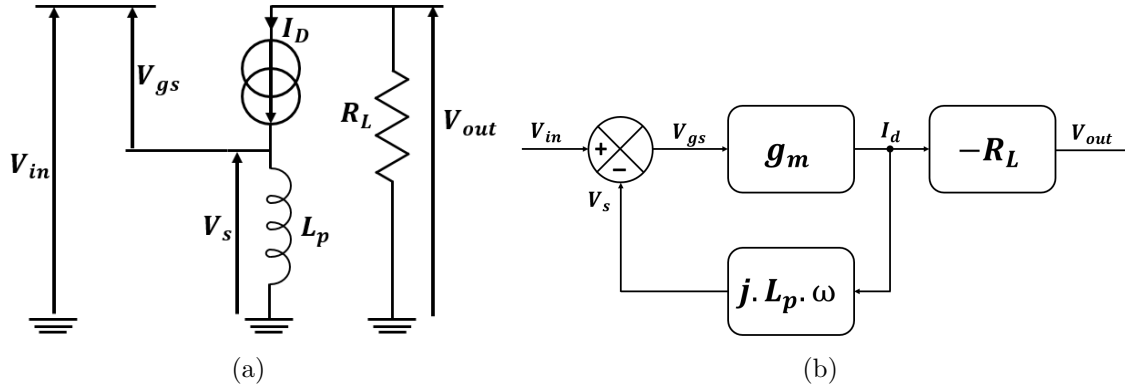 I_D
V_gs
R_L
V_out
V_in
V_s
L_p
(a)
V_in
+
−
V_gs
g_m
I_d
−R_L
V_out
V_s
j.L_p.ω
(b)